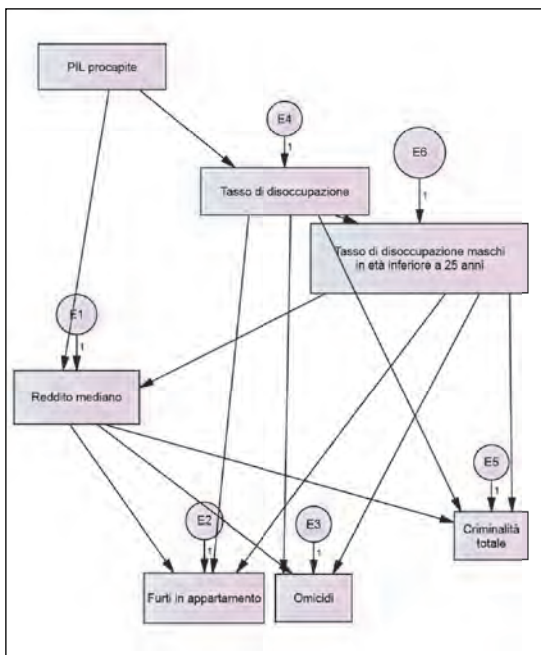 PIL procapite
E4
1
E6
1
Tasso di disoccupazione
Tasso di disoccupazione maschi
in età inferiore a 25 anni
E1
1
Reddito mediano
E5
1
E2
1
E3
1
Criminalità
totale
Furti in appartamento
Omicidi